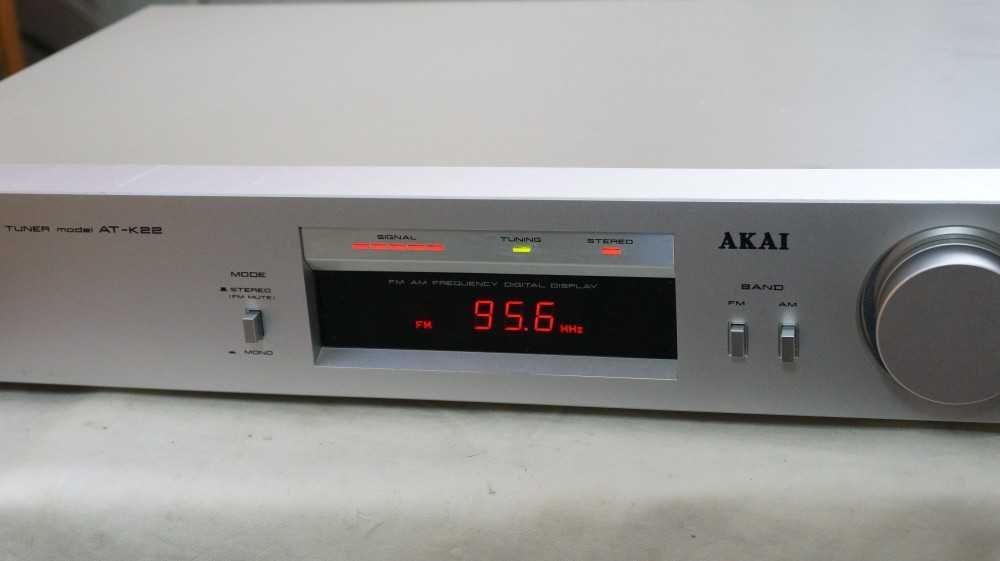 TUNER model AT-K22
MODE
STEREO
(FM MUTE)
MONO
SIGNAL
TUNING
STEREO
FM AM FREQUENCY DIGITAL DISPLAY
FM 95.6 MHz
AKAI
BAND
FM
AM